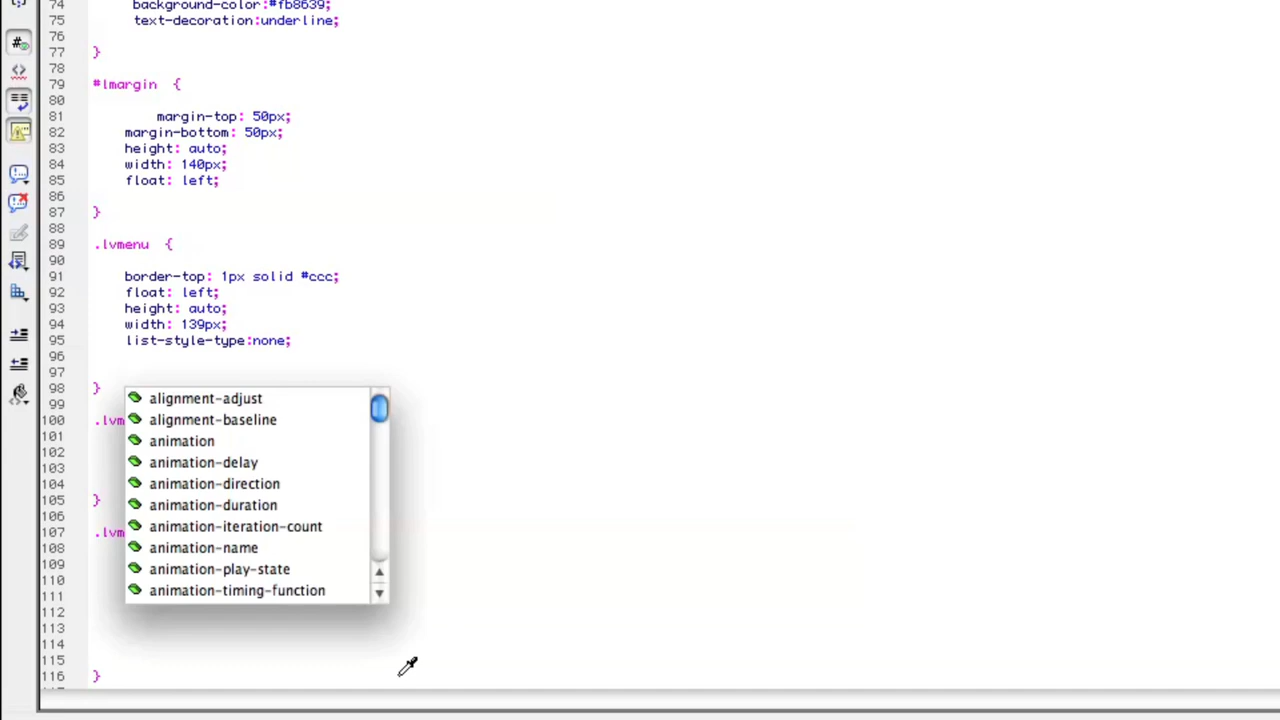 74 background-color:#fb8639;
75 text-decoration:underline;
76
77 }
78
79 #lmargin {
80
81 margin-top: 50px;
82 margin-bottom: 50px;
83 height: auto;
84 width: 140px;
85 float: left;
86
87 }
88
89 .lvmenu {
90
91 border-top: 1px solid #ccc;
92 float: left;
93 height: auto;
94 width: 139px;
95 list-style-type:none;
96
97
98 }
99
100 .lvm
101
102
103
104
105 }
106
107 .lvm
108
109
110
111
112
113
114
115
116 }
alignment-adjust
alignment-baseline
animation
animation-delay
animation-direction
animation-duration
animation-iteration-count
animation-name
animation-play-state
animation-timing-function